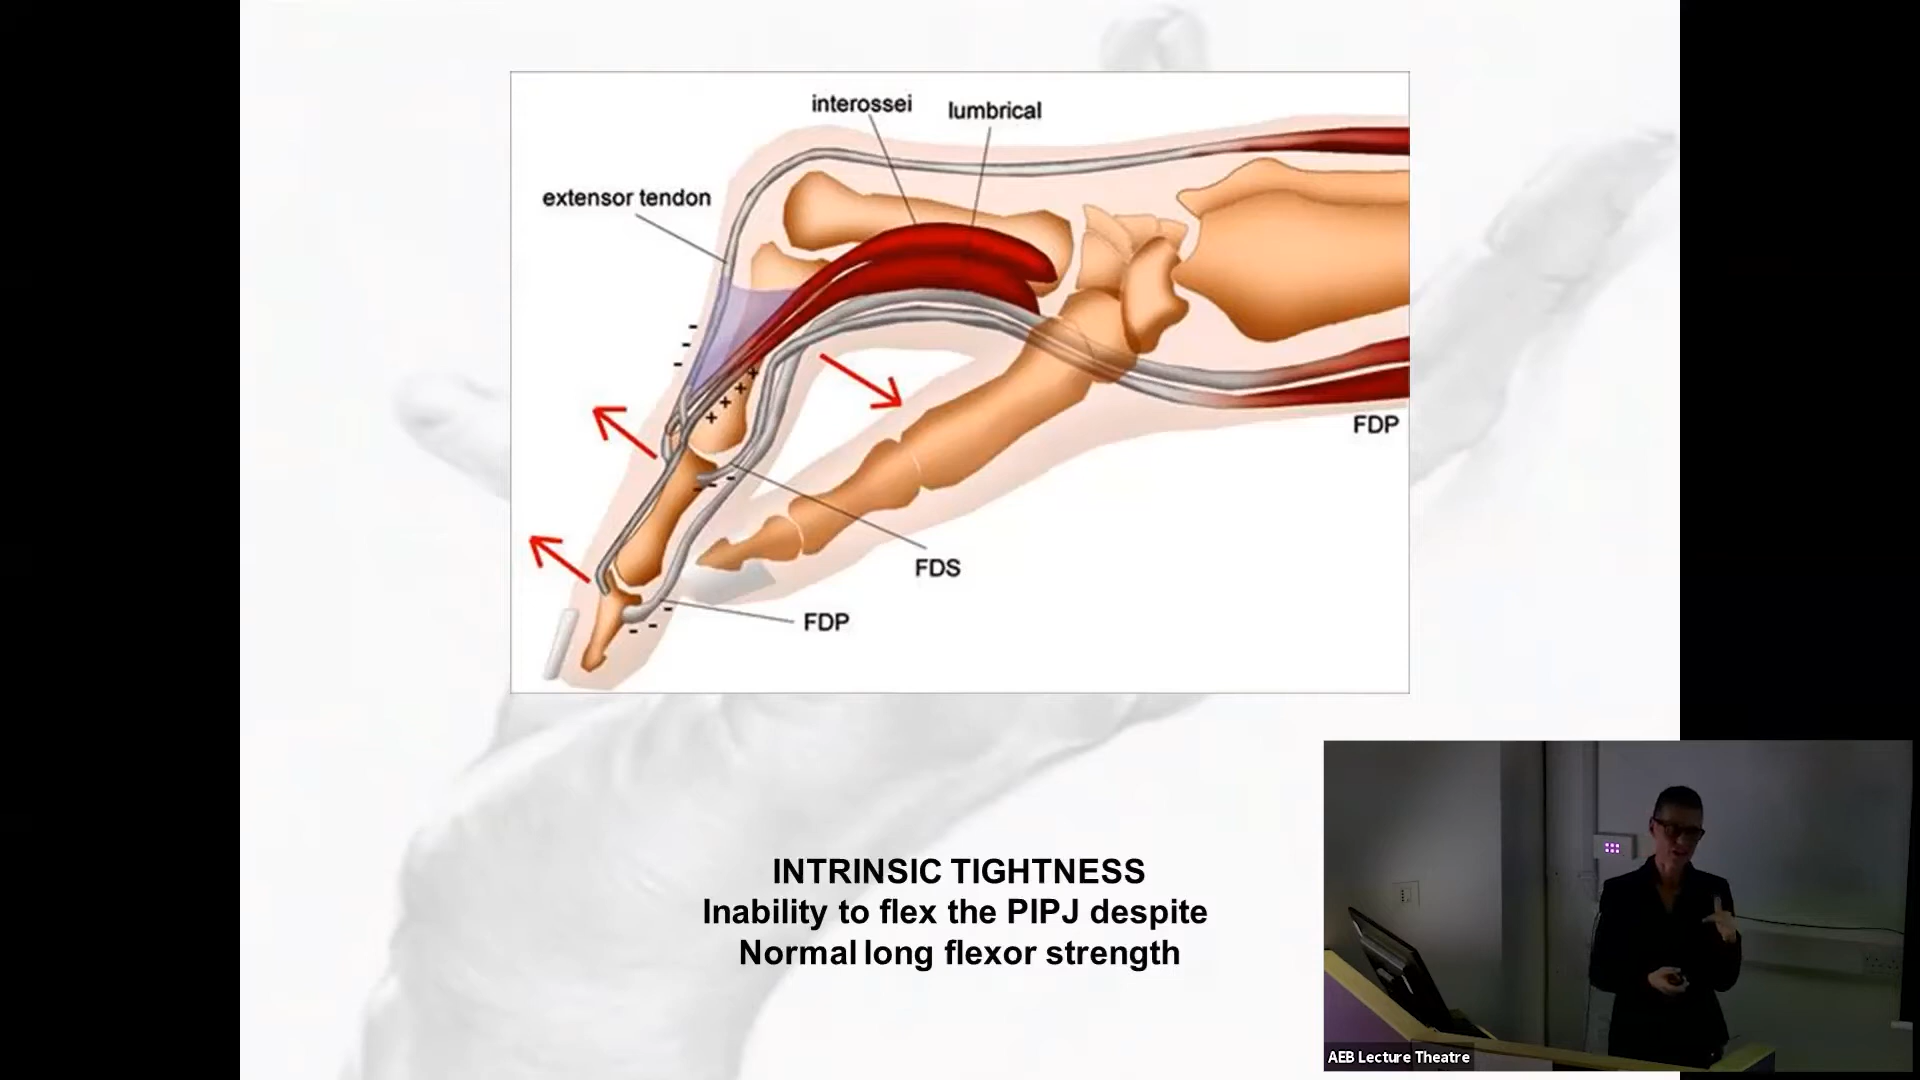 interossei
lumbrical
extensor tendon
FDP
FDS
FDP
INTRINSIC TIGHTNESS
Inability to flex the PIPJ despite
Normal long flexor strength
AEB Lecture Theatre